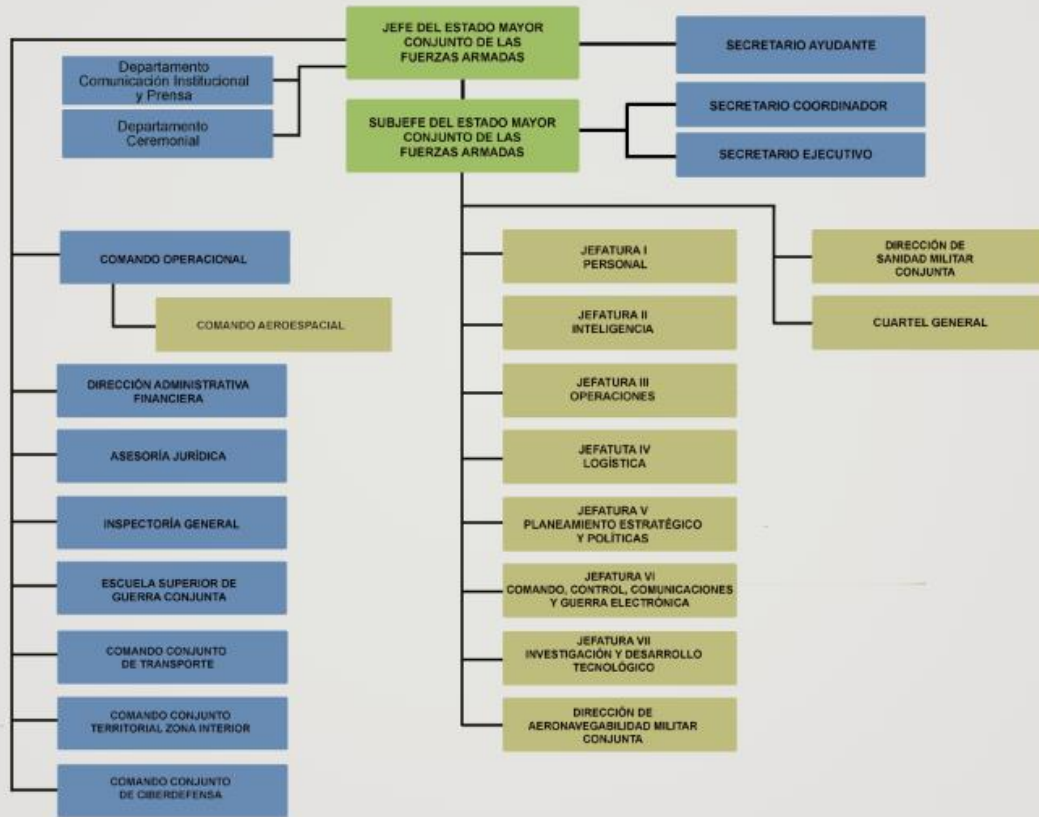 JEFE DEL ESTADO MAYOR
CONJUNTO DE LAS
FUERZAS ARMADAS
SECRETARIO AYUDANTE
Departamento
Comunicación Institucional
y Prensa
Departamento
Ceremonial
SUBJEFE DEL ESTADO MAYOR
CONJUNTO DE LAS
FUERZAS ARMADAS
SECRETARIO COORDINADOR
SECRETARIO EJECUTIVO
COMANDO OPERACIONAL
COMANDO AEROESPACIAL
DIRECCIÓN ADMINISTRATIVA
FINANCIERA
ASESORÍA JURÍDICA
INSPECTORÍA GENERAL
ESCUELA SUPERIOR DE
GUERRA CONJUNTA
COMANDO CONJUNTO
DE TRANSPORTE
COMANDO CONJUNTO
TERRITORIAL ZONA INTERIOR
COMANDO CONJUNTO
DE CIBERDEFENSA
JEFATURA I
PERSONAL
JEFATURA II
INTELIGENCIA
JEFATURA III
OPERACIONES
JEFATUTA IV
LOGÍSTICA
JEFATURA V
PLANEAMIENTO ESTRATÉGICO
Y POLÍTICAS
JEFATURA VI
COMANDO, CONTROL, COMUNICACIONES
Y GUERRA ELECTRÓNICA
JEFATURA VII
INVESTIGACIÓN Y DESARROLLO
TECNOLÓGICO
DIRECCIÓN DE
AERONAVEGABILIDAD MILITAR
CONJUNTA
DIRECCIÓN DE
SANIDAD MILITAR
CONJUNTA
CUARTEL GENERAL